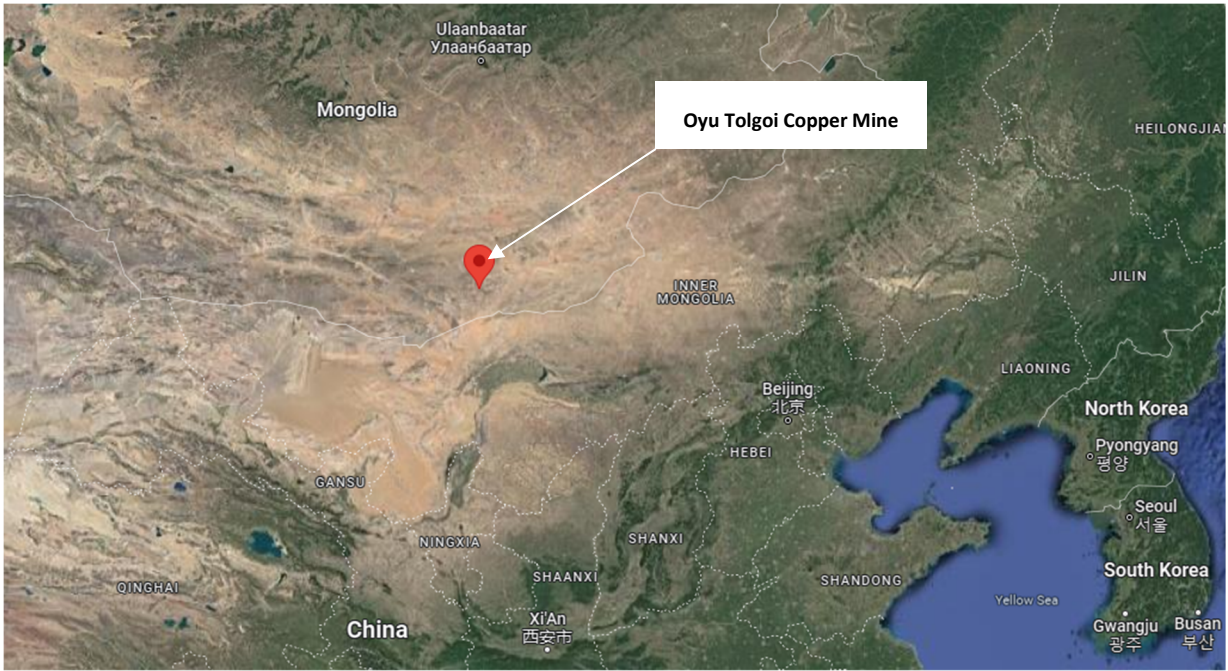 Ulaanbaatar
Улаанбаатар
Mongolia
Oyu Tolgoi Copper Mine
HEILONGJIAN
INNER
MONGOLIA
JILIN
LIAONING
Beijing
北京
North Korea
HEBEI
Pyongyang
평양
GANSU
Seoul
서울
NINGXIA
SHANXI
SHAANXI
SHANDONG
South Korea
QINGHAI
Yellow Sea
Xi'An
西安市
China
Gwangju
광주
Busan
부산